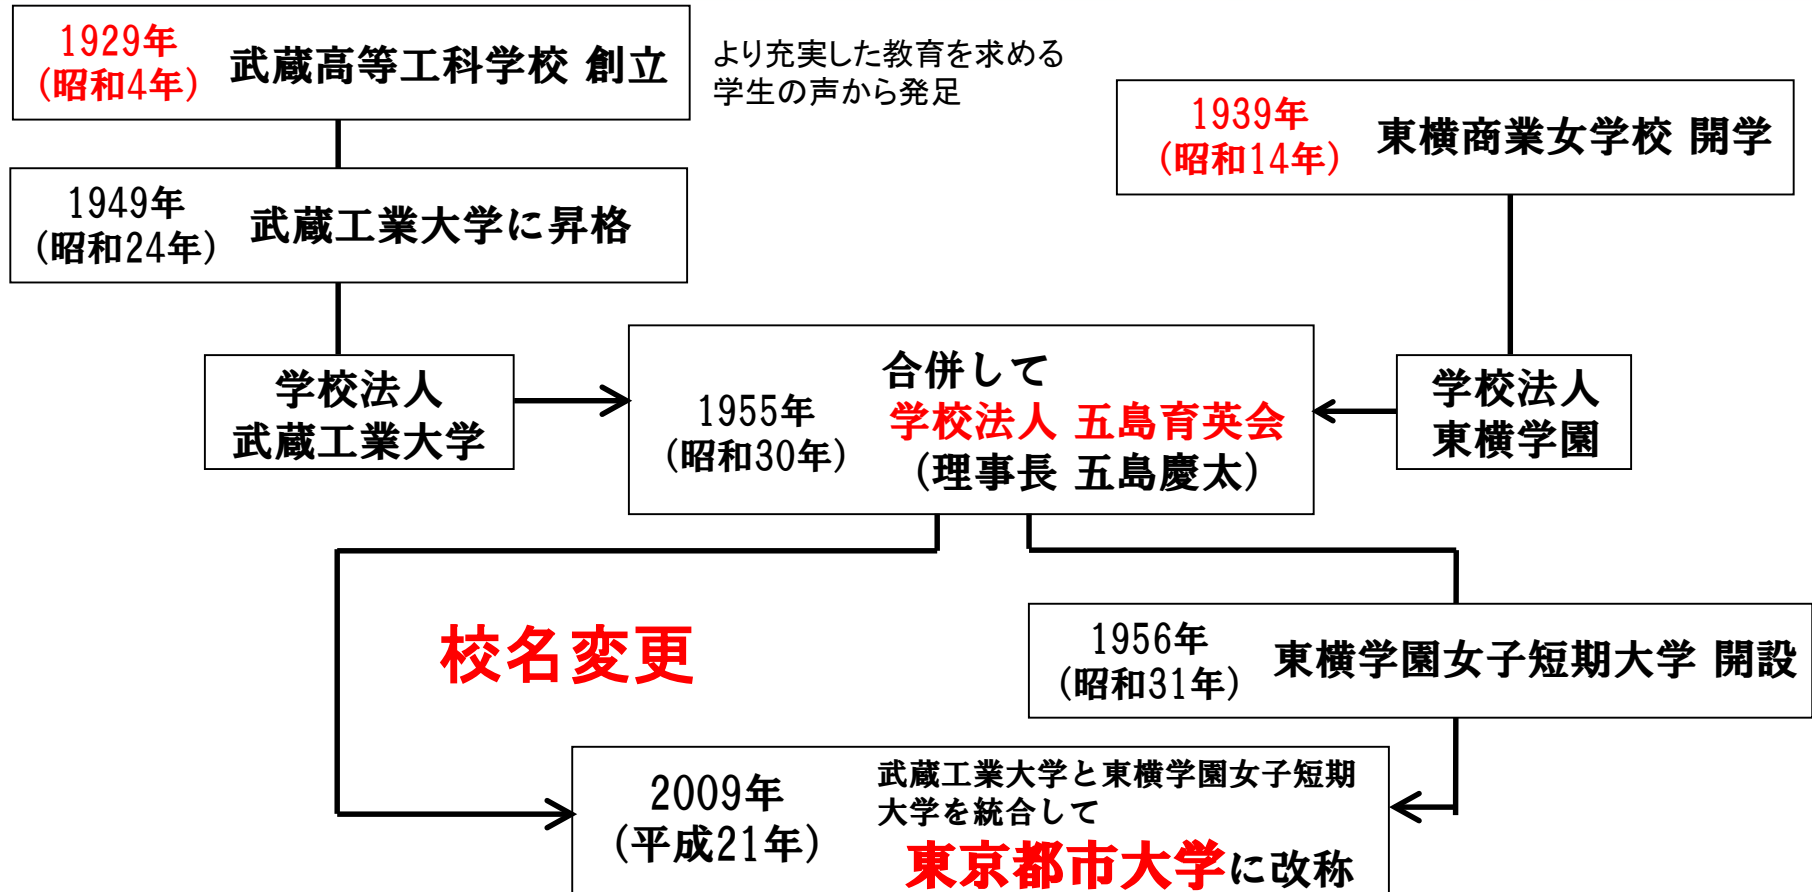 1929年
(昭和4年)
武蔵高等工科学校 創立
より充実した教育を求める
学生の声から発足
1939年
(昭和14年)
東横商業女学校 開学
1949年
(昭和24年)
武蔵工業大学に昇格
学校法人
武蔵工業大学
1955年
(昭和30年)
合併して
学校法人 五島育英会
(理事長 五島慶太)
学校法人
東横学園
校名変更
1956年
(昭和31年)
東横学園女子短期大学 開設
2009年
(平成21年)
武蔵工業大学と東横学園女子短期
大学を統合して
東京都市大学に改称